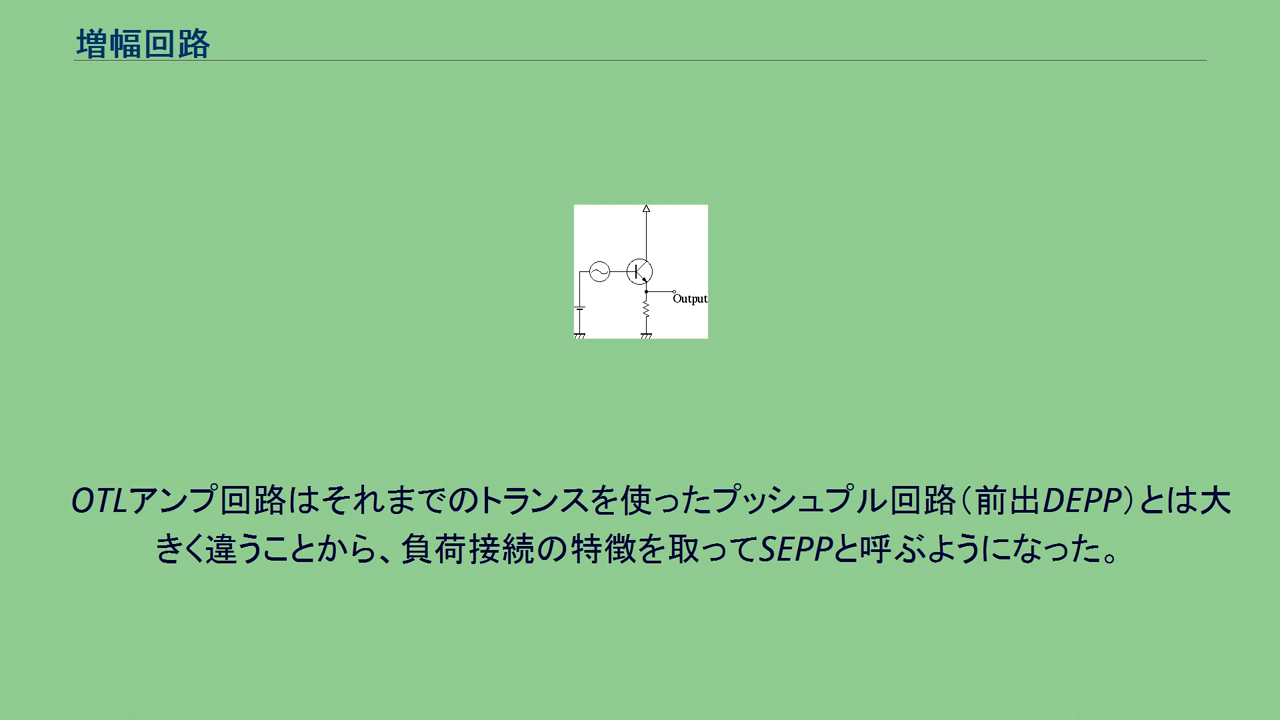 増幅回路
Output
OTLアンプ回路はそれまでのトランスを使ったプッシュプル回路（前出DEPP）とは大
きく違うことから、負荷接続の特徴を取ってSEPPと呼ぶようになった。